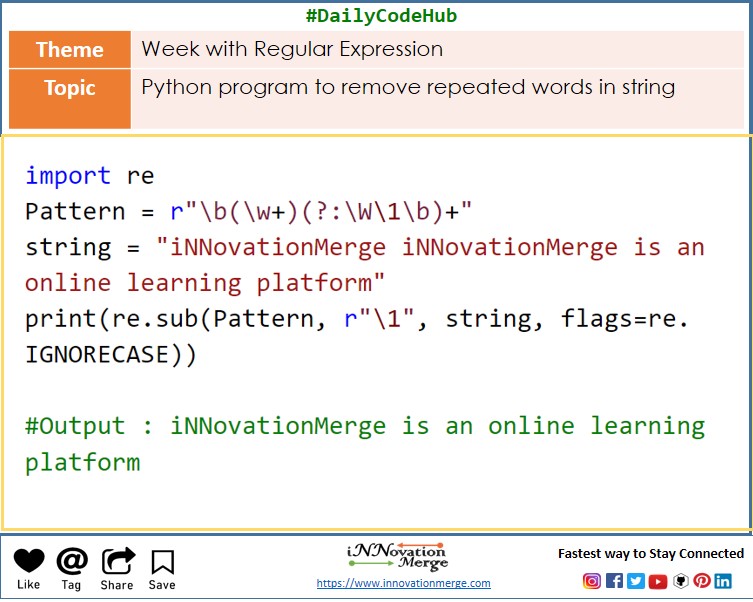 #DailyCodeHub
Theme
Week with Regular Expression
Topic
Python program to remove repeated words in string
import re
Pattern = r"\b(\w+)(?:\W\1\b)+"
string = "iNNovationMerge iNNovationMerge is an
online learning platform"
print(re.sub(Pattern, r"\1", string, flags=re.
IGNORECASE))
#Output : iNNovationMerge is an online learning
platform
Like
Tag
Share
Save
iNNovation
Merge
https://www.innovationmerge.com
Fastest way to Stay Connected